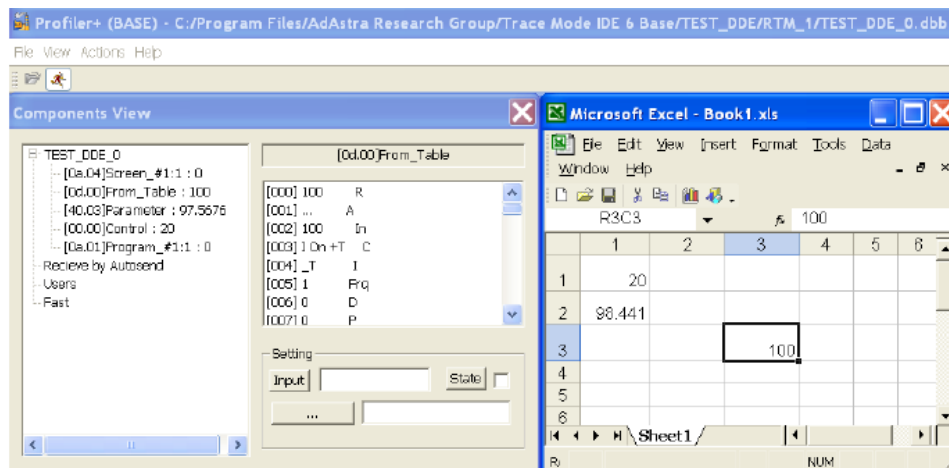 Profiler+ (BASE) - C:/Program Files/AdAstra Research Group/Trace Mode IDE 6 Base/TEST_DDE/RTM_1/TEST_DDE_0.dbb
File View Actions Help
Components View
TEST_DDE_0
[0a.04]Screen_#1:1 : 0
[0d.00]From_Table : 100
[40.03]Parameter : 97.5676
[00.00]Control : 20
[0a.01]Program_#1:1 : 0
Recieve by Autosend
Users
Fast
[0d.00]From_Table
[000] 100 R
[001] ... A
[002] 100 In
[003] 1 On +T C
[004] _T I
[005] 1 Frq
[006] 0 D
[007] 0 P
Setting
Input
State
...
Microsoft Excel - Book1.xls
File Edit View Insert Format Tools Data
Window Help
R3C3 fx 100
1 2 3 4 5 6
1 20
2 98.441
3 100
4
5
6
Sheet1
NUM